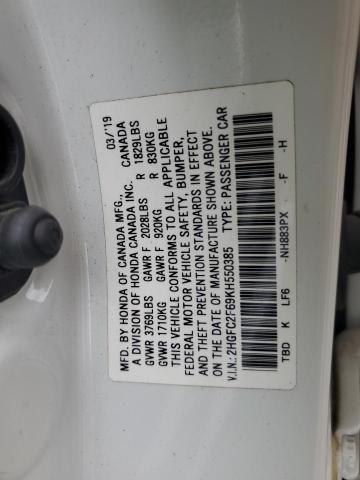 MFD. BY HONDA OF CANADA MFG., 03/'19
A DIVISION OF HONDA CANADA INC. CANADA
GVWR 3769LBS GAWR F 2028LBS R 1829LBS
GVWR 1710KG GAWR F 920KG R 830KG
THIS VEHICLE CONFORMS TO ALL APPLICABLE
FEDERAL MOTOR VEHICLE SAFETY, BUMPER,
AND THEFT PREVENTION STANDARDS IN EFFECT
ON THE DATE OF MANUFACTURE SHOWN ABOVE.
V.I.N.: 2HGFC2F69KH550385 TYPE: PASSENGER CAR
TBD K LF6 -NH883PX -F -H